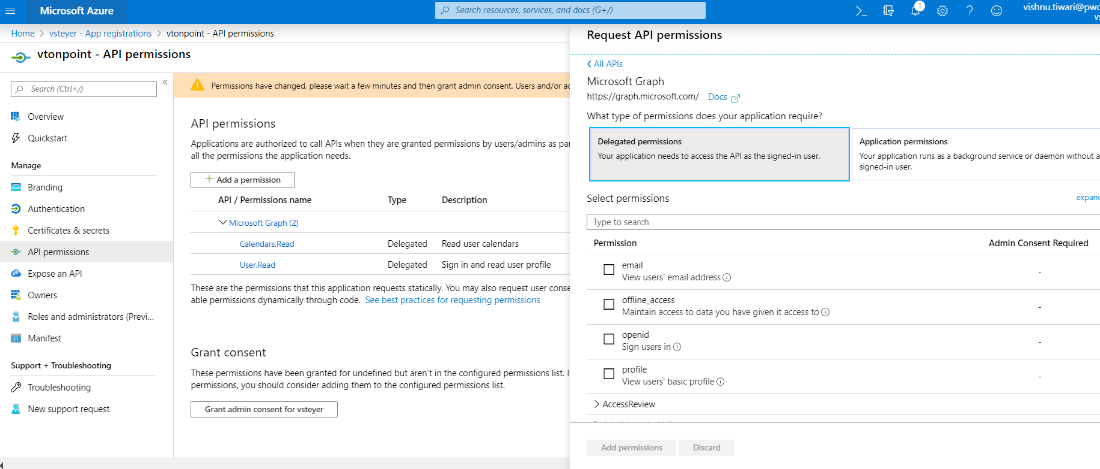 Microsoft Azure
Search resources, services, and docs (G+/)
1
vishnu.tiwari@pwc
Home > vsteyer - App registrations > vtonpoint - API permissions
vtonpoint - API permissions
Search (Ctrl+/)
Overview
Quickstart
Manage
Branding
Authentication
Certificates & secrets
API permissions
Expose an API
Owners
Roles and administrators (Previ...
Manifest
Support + Troubleshooting
Troubleshooting
New support request
Permissions have changed, please wait a few minutes and then grant admin consent. Users and/or ad
API permissions
Applications are authorized to call APIs when they are granted permissions by users/admins as par
all the permissions the application needs.
+ Add a permission
API / Permissions name Type Description
Microsoft Graph (2)
Calendars.Read Delegated Read user calendars
User.Read Delegated Sign in and read user profile
These are the permissions that this application requests statically. You may also request user conse
able permissions dynamically through code. See best practices for requesting permissions
Grant consent
These permissions have been granted for undefined but aren't in the configured permissions list. I
permissions, you should consider adding them to the configured permissions list.
Grant admin consent for vsteyer
Request API permissions
< All APIs
Microsoft Graph
https://graph.microsoft.com/ Docs
What type of permissions does your application require?
Delegated permissions
Your application needs to access the API as the signed-in user.
Application permissions
Your application runs as a background service or daemon without a
signed-in user.
Select permissions
expand
Type to search
Permission Admin Consent Required
email
View users' email address -
offline_access
Maintain access to data you have given it access to -
openid
Sign users in -
profile
View users' basic profile -
> AccessReview
Add permissions
Discard